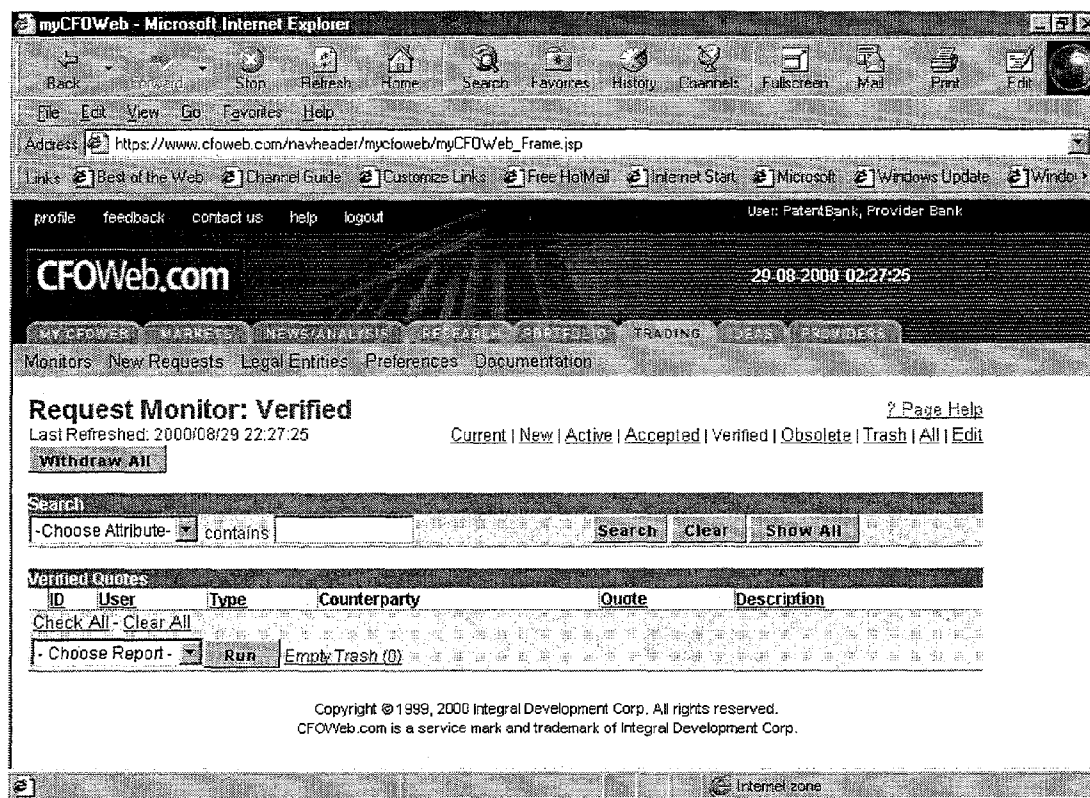 myCFOWeb - Microsoft Internet Explorer
Back Forward Stop Refresh Home Search Favorites History Channels Fullscreen Mail Print Edit
File Edit View Go Favorites Help
Address https://www.cfoweb.com/navheader/mycfoweb/myCFOWeb_Frame.jsp
Links Best of the Web Channel Guide Customize Links Free HotMail Internet Start Microsoft Windows Update Window
profile feedback contact us help logout User: PatentBank, Provider Bank
CFOWeb.com 29-08-2000 02:27:25
MY CFOWEB MARKETS NEWS/ANALYSIS RESEARCH PORTFOLIO TRADING IDEAS PROVIDERS
Monitors New Requests Legal Entities Preferences Documentation
Request Monitor: Verified ? Page Help
Last Refreshed: 2000/08/29 22:27:25 Current | New | Active | Accepted | Verified | Obsolete | Trash | All | Edit
Withdraw All
Search
-Choose Attribute- contains Search Clear Show All
Verified Quotes
ID User Type Counterparty Quote Description
Check All - Clear All
- Choose Report - Run Empty Trash (0)
Copyright © 1999, 2000 Integral Development Corp. All rights reserved.
CFOWeb.com is a service mark and trademark of Integral Development Corp.
Internet zone